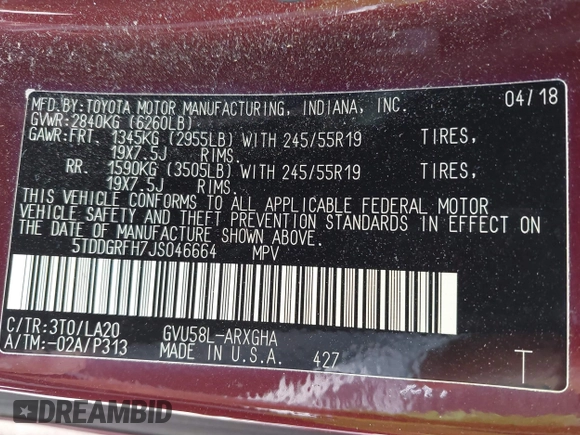 MFD.BY:TOYOTA MOTOR MANUFACTURING, INDIANA, INC. 04/18
GVWR:2840KG (6260LB)
GAWR:FRT. 1345KG (2955LB) WITH 245/55R19 TIRES,
19X7.5J RIMS.
RR. 1590KG (3505LB) WITH 245/55R19 TIRES,
19X7.5J RIMS.
THIS VEHICLE CONFORMS TO ALL APPLICABLE FEDERAL MOTOR
VEHICLE SAFETY AND THEFT PREVENTION STANDARDS IN EFFECT ON
THE DATE OF MANUFACTURE SHOWN ABOVE.
5TDDGRFH7JS046664 MPV
C/TR:3T0/LA20 GVU58L-ARXGHA
A/TM:-02A/P313 MADE IN U.S.A. 427 T
DREAMBID